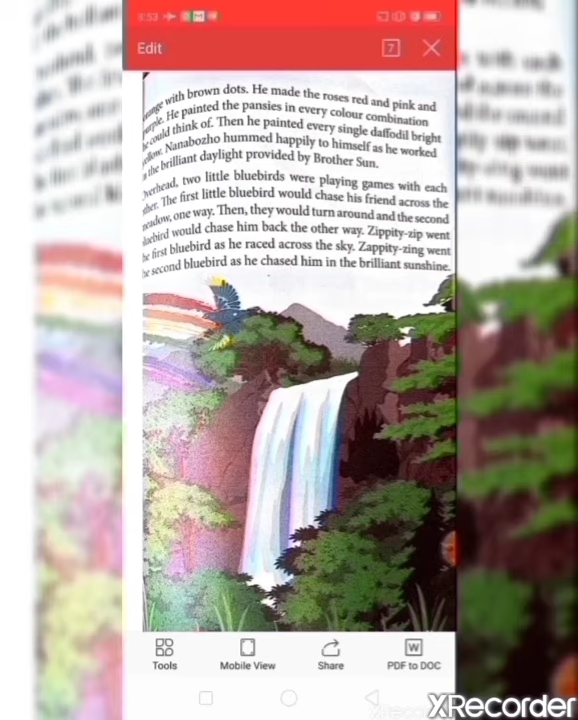 8:53
Edit
7
orange with brown dots. He made the roses red and pink and
purple. He painted the pansies in every colour combination
he could think of. Then he painted every single daffodil bright
yellow. Nanabozho hummed happily to himself as he worked
the brilliant daylight provided by Brother Sun.
Overhead, two little bluebirds were playing games with each
other. The first little bluebird would chase his friend across the
meadow, one way. Then, they would turn around and the second
bluebird would chase him back the other way. Zippity-zip went
he first bluebird as he raced across the sky. Zappity-zing went
he second bluebird as he chased him in the brilliant sunshine.
Tools
Mobile View
Share
W
PDF to DOC
XRecorder